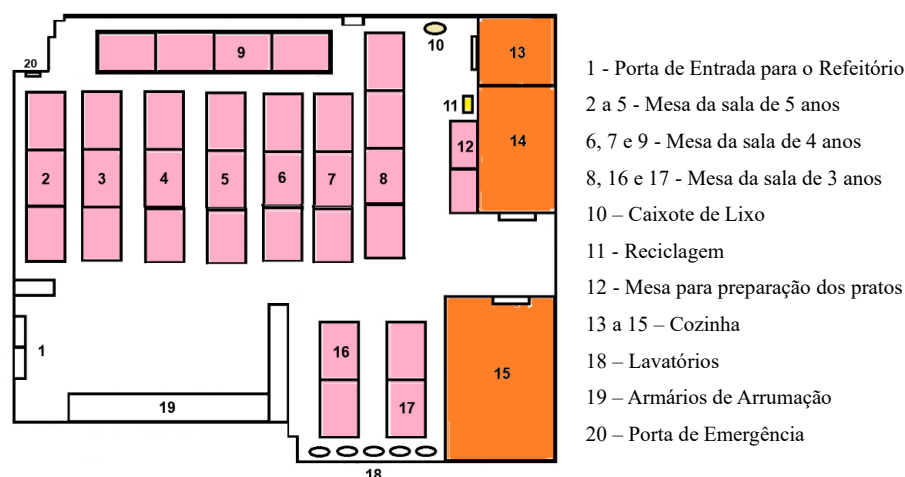 9
10
13
20
11
12
14
2
3
4
5
6
7
8
1
16
15
19
17
18
1 - Porta de Entrada para o Refeitório
2 a 5 - Mesa da sala de 5 anos
6, 7 e 9 - Mesa da sala de 4 anos
8, 16 e 17 - Mesa da sala de 3 anos
10 – Caixote de Lixo
11 - Reciclagem
12 - Mesa para preparação dos pratos
13 a 15 – Cozinha
18 – Lavatórios
19 – Armários de Arrumação
20 – Porta de Emergência